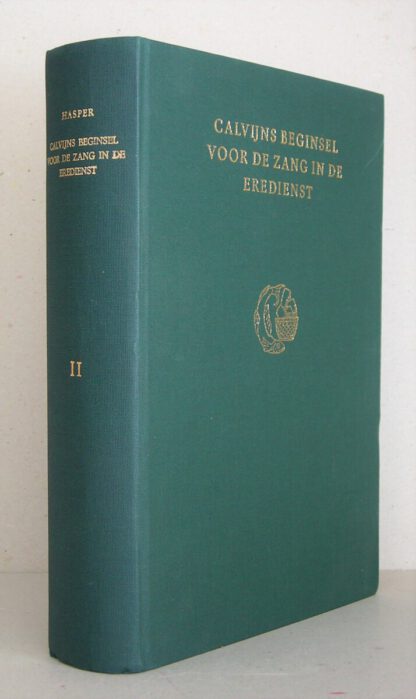 HASPER
CALVIJNS BEGINSEL
VOOR DE ZANG IN DE
EREDIENST
II
CALVIJNS BEGINSEL
VOOR DE ZANG IN DE
EREDIENST